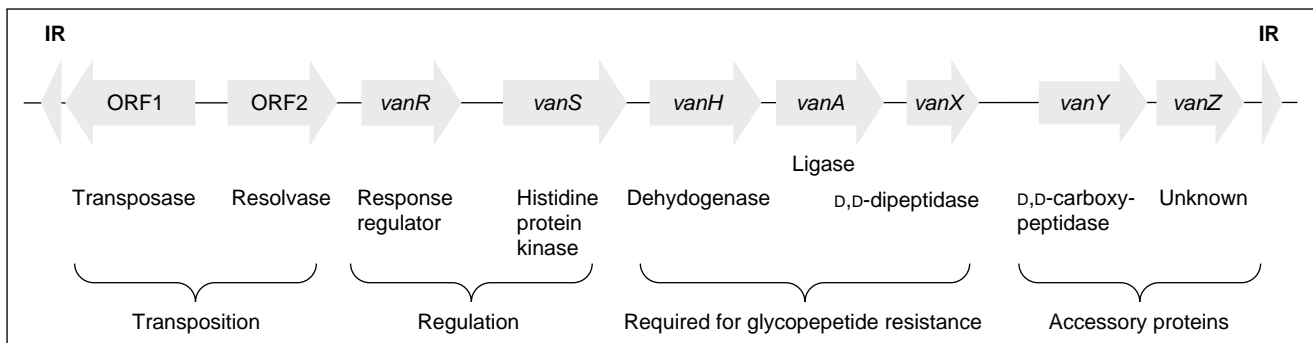 IR IR
ORF1 ORF2 vanR vanS vanH vanA vanX vanY vanZ
Ligase
Transposase Resolvase Response regulator Histidine protein kinase Dehydogenase D,D-dipeptidase D,D-carboxy-peptidase Unknown
Transposition Regulation Required for glycopeptide resistance Accessory proteins